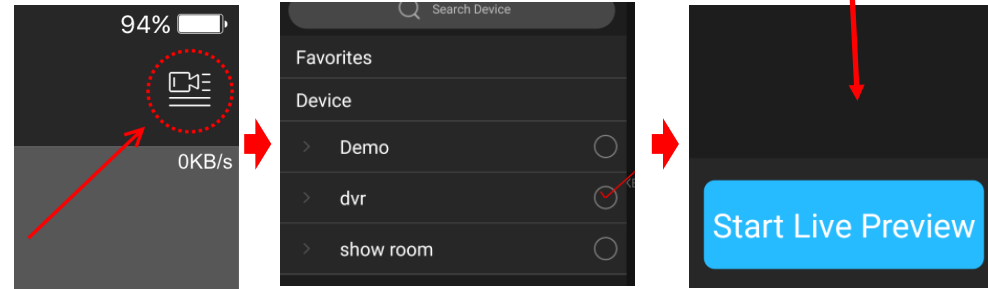 94%
0KB/s
Search Device
Favorites
Device
Demo
dvr
show room
Start Live Preview